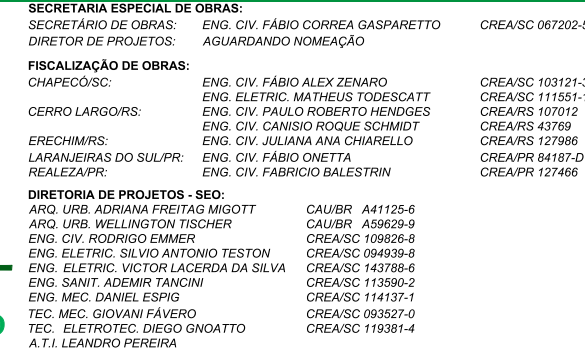 SECRETARIA ESPECIAL DE OBRAS:
SECRETÁRIO DE OBRAS: ENG. CIV. FÁBIO CORREA GASPARETTO CREA/SC 067202-5
DIRETOR DE PROJETOS: AGUARDANDO NOMEAÇÃO
FISCALIZAÇÃO DE OBRAS:
CHAPECÓ/SC: ENG. CIV. FÁBIO ALEX ZENARO CREA/SC 103121-3
ENG. ELETRIC. MATHEUS TODESCATT CREA/SC 111551-1
CERRO LARGO/RS: ENG. CIV. PAULO ROBERTO HENDGES CREA/RS 107012
ENG. CIV. CANISIO ROQUE SCHMIDT CREA/RS 43769
ERECHIM/RS: ENG. CIV. JULIANA ANA CHIARELLO CREA/RS 127986
LARANJEIRAS DO SUL/PR: ENG. CIV. FÁBIO ONETTA CREA/PR 84187-D
REALEZA/PR: ENG. CIV. FABRICIO BALESTRIN CREA/PR 127466
DIRETORIA DE PROJETOS - SEO:
ARQ. URB. ADRIANA FREITAG MIGOTT CAU/BR A41125-6
ARQ. URB. WELLINGTON TISCHER CAU/BR A59629-9
ENG. CIV. RODRIGO EMMER CREA/SC 109826-8
ENG. ELETRIC. SILVIO ANTONIO TESTON CREA/SC 094939-8
ENG. ELETRIC. VICTOR LACERDA DA SILVA CREA/SC 143788-6
ENG. SANIT. ADEMIR TANCINI CREA/SC 113590-2
ENG. MEC. DANIEL ESPIG CREA/SC 114137-1
TEC. MEC. GIOVANI FÁVERO CREA/SC 093527-0
TEC. ELETROTEC. DIEGO GNOATTO CREA/SC 119381-4
A.T.I. LEANDRO PEREIRA